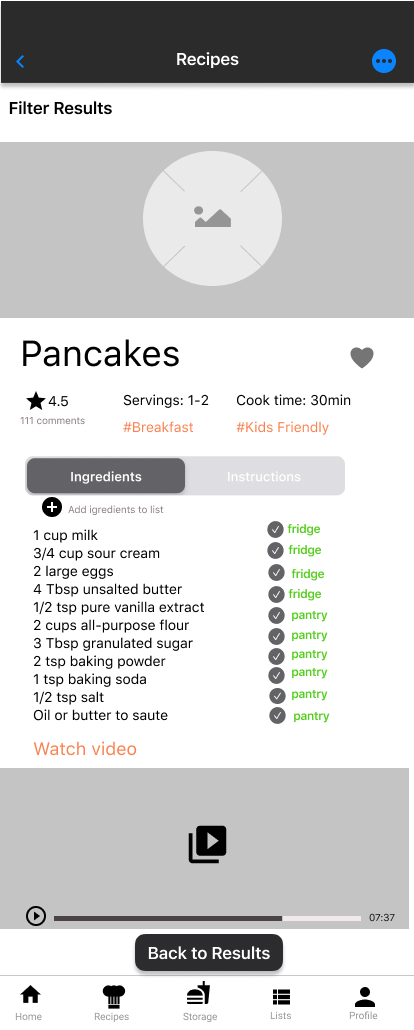 Recipes
Filter Results
Pancakes
4.5
Servings: 1-2
Cook time: 30min
111 comments
#Breakfast
#Kids Friendly
Ingredients
Instructions
Add igredients to list
1 cup milk
fridge
3/4 cup sour cream
fridge
2 large eggs
fridge
4 Tbsp unsalted butter
fridge
1/2 tsp pure vanilla extract
pantry
2 cups all-purpose flour
pantry
3 Tbsp granulated sugar
pantry
2 tsp baking powder
pantry
1 tsp baking soda
pantry
1/2 tsp salt
pantry
Oil or butter to saute
Watch video
07:37
Back to Results
Home
Recipes
Storage
Lists
Profile